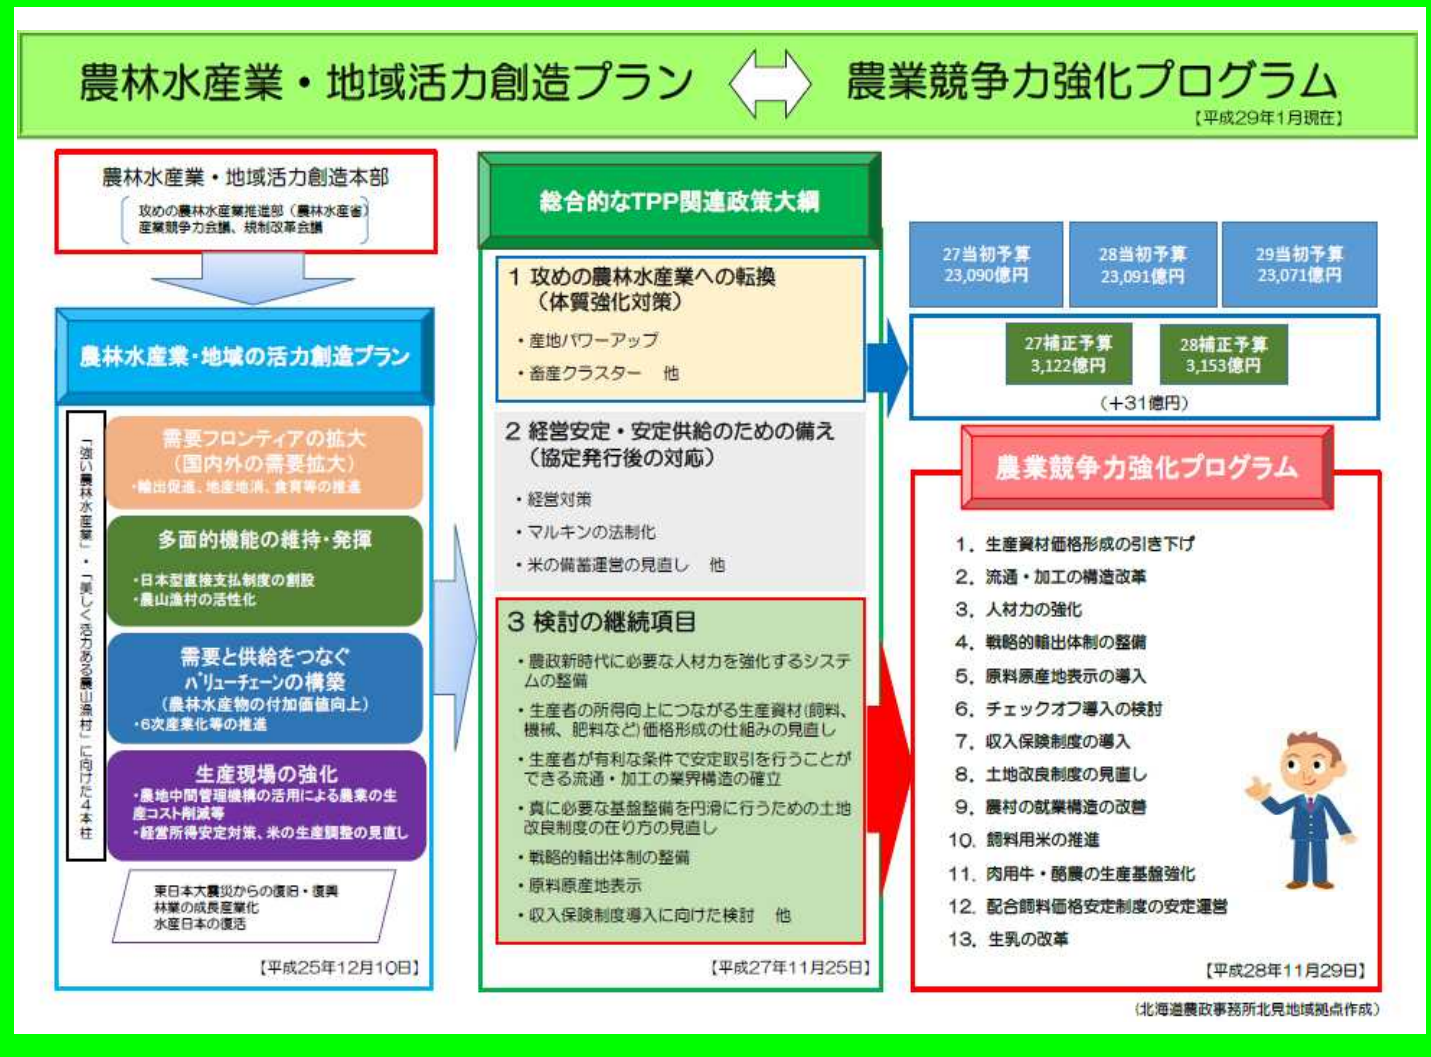 農林水産業・地域活力創造プラン
農業競争力強化プログラム
【平成29年1月現在】
農林水産業・地域活力創造本部
攻めの農林水産業推進部（農林水産省）
産業競争力会議、規制改革会議
農林水産業･地域の活力創造プラン
「強い農林水産業」・「美しく活力ある農山漁村」に向けた4本柱
需要フロンティアの拡大
（国内外の需要拡大）
・輸出促進、地産地消、食育等の推進
多面的機能の維持･発揮
・日本型直接支払制度の創設
・農山漁村の活性化
需要と供給をつなぐ
バリューチェーンの構築
（農林水産物の付加価値向上）
・6次産業化等の推進
生産現場の強化
・農地中間管理機構の活用による農業の生
産コスト削減等
・経営所得安定対策、米の生産調整の見直し
東日本大震災からの復旧・復興
林業の成長産業化
水産日本の復活
【平成25年12月10日】
総合的なTPP関連政策大綱
1 攻めの農林水産業への転換
（体質強化対策）
・産地パワーアップ
・畜産クラスター　他
2 経営安定・安定供給のための備え
（協定発行後の対応）
・経営対策
・マルキンの法制化
・米の備蓄運営の見直し　他
3 検討の継続項目
・農政新時代に必要な人材力を強化するシステ
ムの整備
・生産者の所得向上につながる生産資材(飼料、
機械、肥料など)価格形成の仕組みの見直し
・生産者が有利な条件で安定取引を行うことが
できる流通・加工の業界構造の確立
・真に必要な基盤整備を円滑に行うための土地
改良制度の在り方の見直し
・戦略的輸出体制の整備
・原料原産地表示
・収入保険制度導入に向けた検討　他
【平成27年11月25日】
27当初予算
23,090億円
28当初予算
23,091億円
29当初予算
23,071億円
27補正予算
3,122億円
28補正予算
3,153億円
（＋31億円）
農業競争力強化プログラム
1．生産資材価格形成の引き下げ
2．流通・加工の構造改革
3．人材力の強化
4．戦略的輸出体制の整備
5．原料原産地表示の導入
6．チェックオフ導入の検討
7．収入保険制度の導入
8．土地改良制度の見直し
9．農村の就業構造の改善
10．飼料用米の推進
11．肉用牛・酪農の生産基盤強化
12．配合飼料価格安定制度の安定運営
13．生乳の改革
【平成28年11月29日】
（北海道農政事務所北見地域拠点作成）